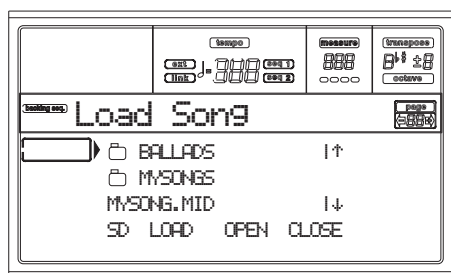 tempo measure transpose
ext seq 1
link seq 2
octave
backing seq. Load Song page
BALLADS
MYSONGS
MYSONG.MID
SD LOAD OPEN CLOSE